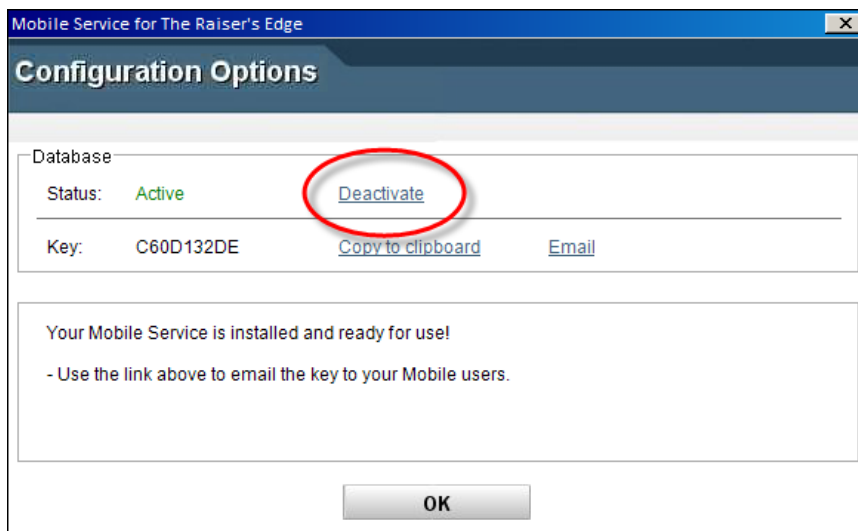 Mobile Service for The Raiser's Edge
Configuration Options
Database
Status: Active Deactivate
Key: C60D132DE Copy to clipboard Email
Your Mobile Service is installed and ready for use!
- Use the link above to email the key to your Mobile users.
OK